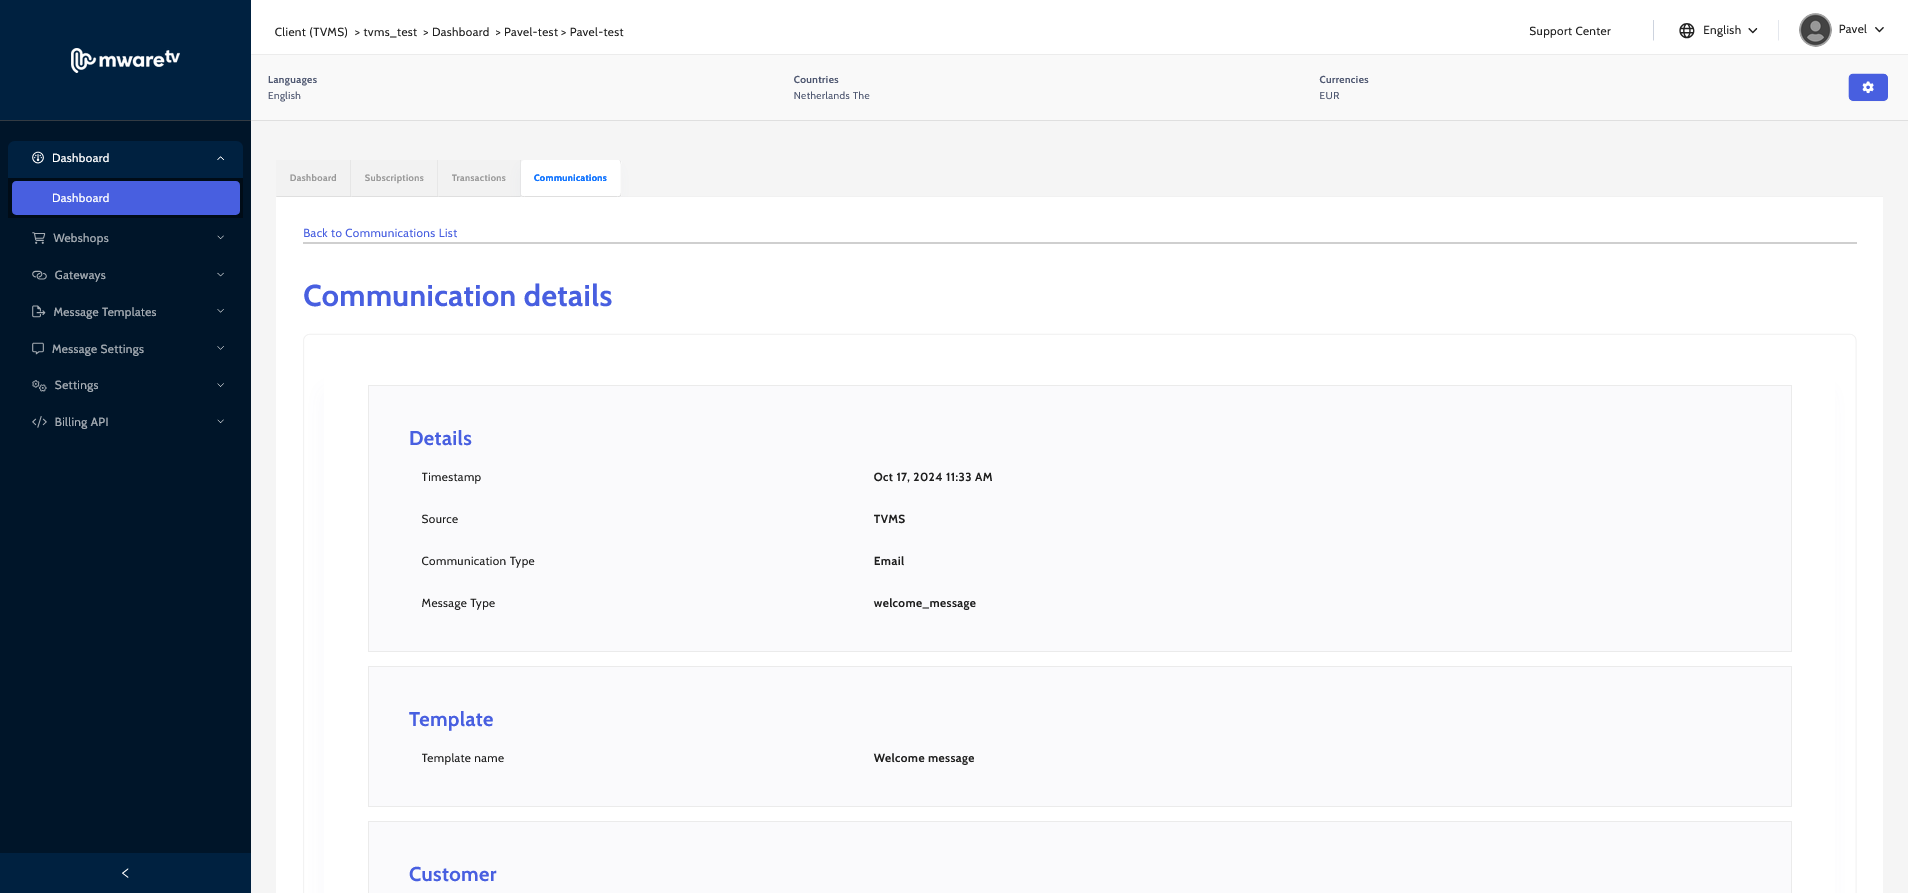 mwaretv
Client (TVMS) > tvms_test > Dashboard > Pavel-test > Pavel-test
Support Center
English
Pavel
Languages
English
Countries
Netherlands The
Currencies
EUR
Dashboard
Dashboard
Webshops
Gateways
Message Templates
Message Settings
Settings
Billing API
Dashboard Subscriptions Transactions Communications
Back to Communications List
Communication details
Details
Timestamp Oct 17, 2024 11:33 AM
Source TVMS
Communication Type Email
Message Type welcome_message
Template
Template name Welcome message
Customer